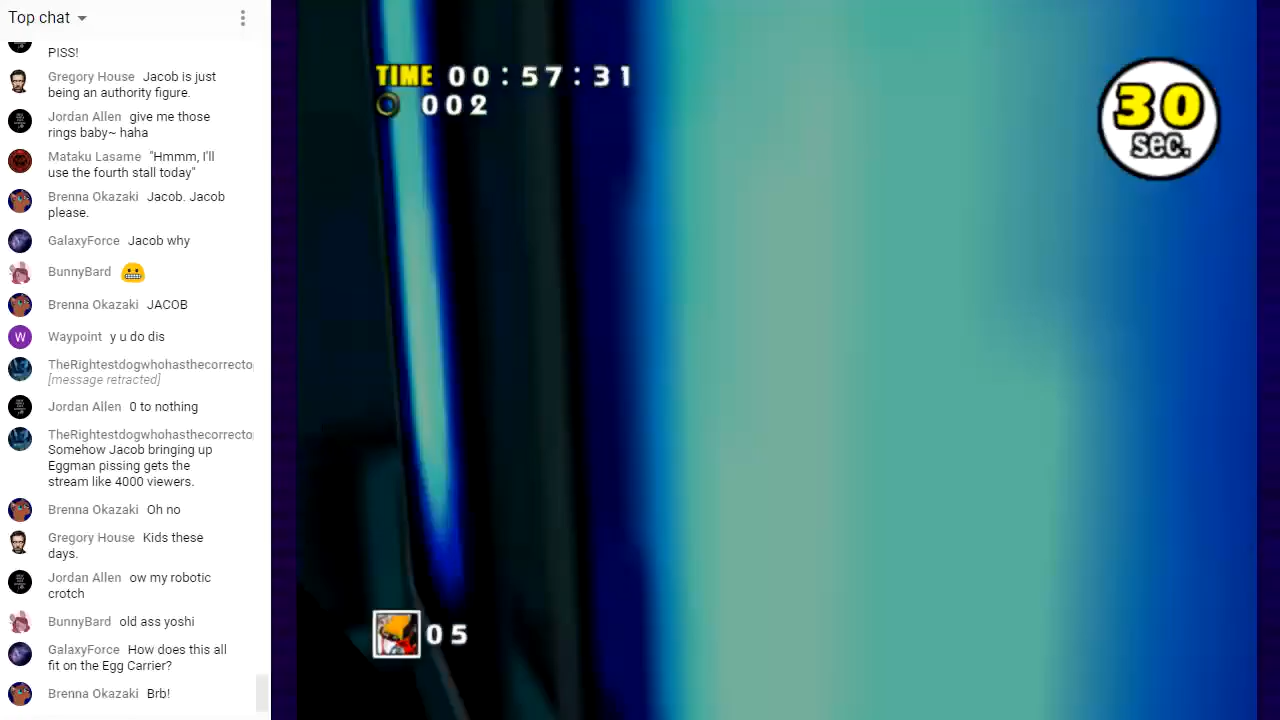 Top chat
PISS!
Gregory House Jacob is just
being an authority figure.
Jordan Allen give me those
rings baby~ haha
Mataku Lasame "Hmmm, I'll
use the fourth stall today"
Brenna Okazaki Jacob. Jacob
please.
GalaxyForce Jacob why
BunnyBard
Brenna Okazaki JACOB
W
Waypoint y u do dis
TheRightestdogwhohasthecorrecto
[message retracted]
Jordan Allen 0 to nothing
TheRightestdogwhohasthecorrecto
Somehow Jacob bringing up
Eggman pissing gets the
stream like 4000 viewers.
Brenna Okazaki Oh no
Gregory House Kids these
days.
Jordan Allen ow my robotic
crotch
BunnyBard old ass yoshi
GalaxyForce How does this all
fit on the Egg Carrier?
Brenna Okazaki Brb!
TIME 00:57:31
002
30
sec.
05